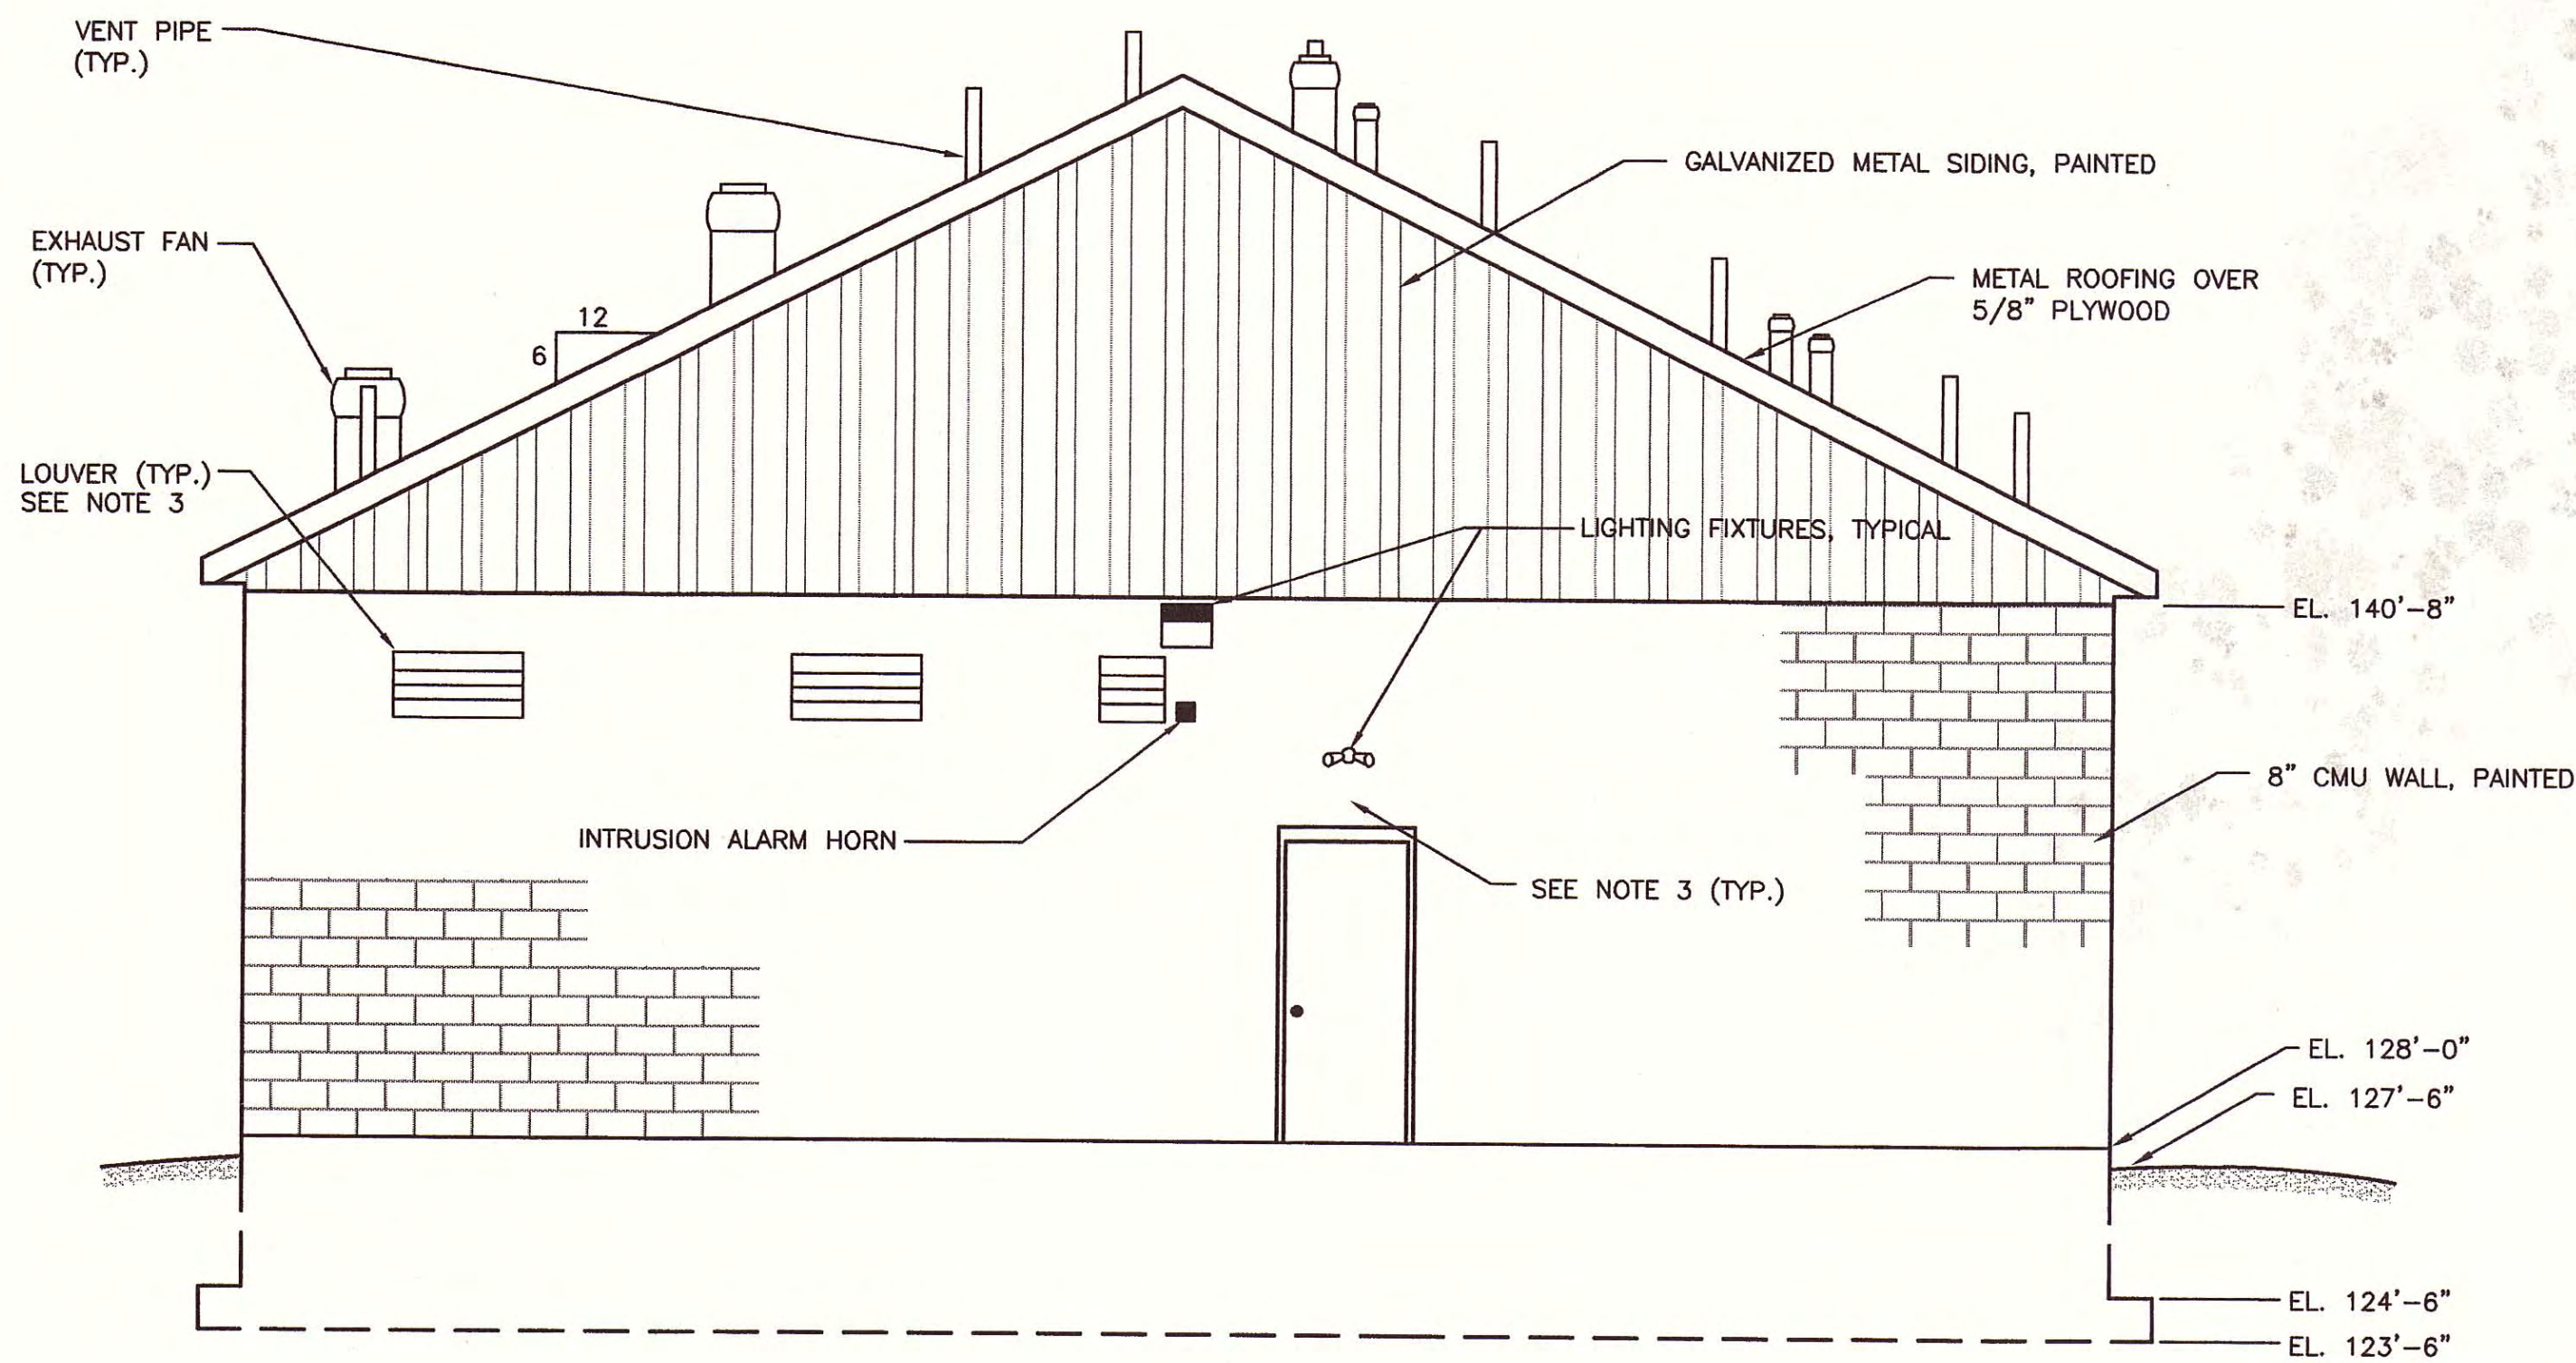 VENT PIPE
(TYP.)
GALVANIZED METAL SIDING, PAINTED
EXHAUST FAN
(TYP.)
METAL ROOFING OVER
5/8" PLYWOOD
12
6
LOUVER (TYP.)
SEE NOTE 3
LIGHTING FIXTURES, TYPICAL
EL. 140'-8"
8" CMU WALL, PAINTED
INTRUSION ALARM HORN
SEE NOTE 3 (TYP.)
EL. 128'-0"
EL. 127'-6"
EL. 124'-6"
EL. 123'-6"